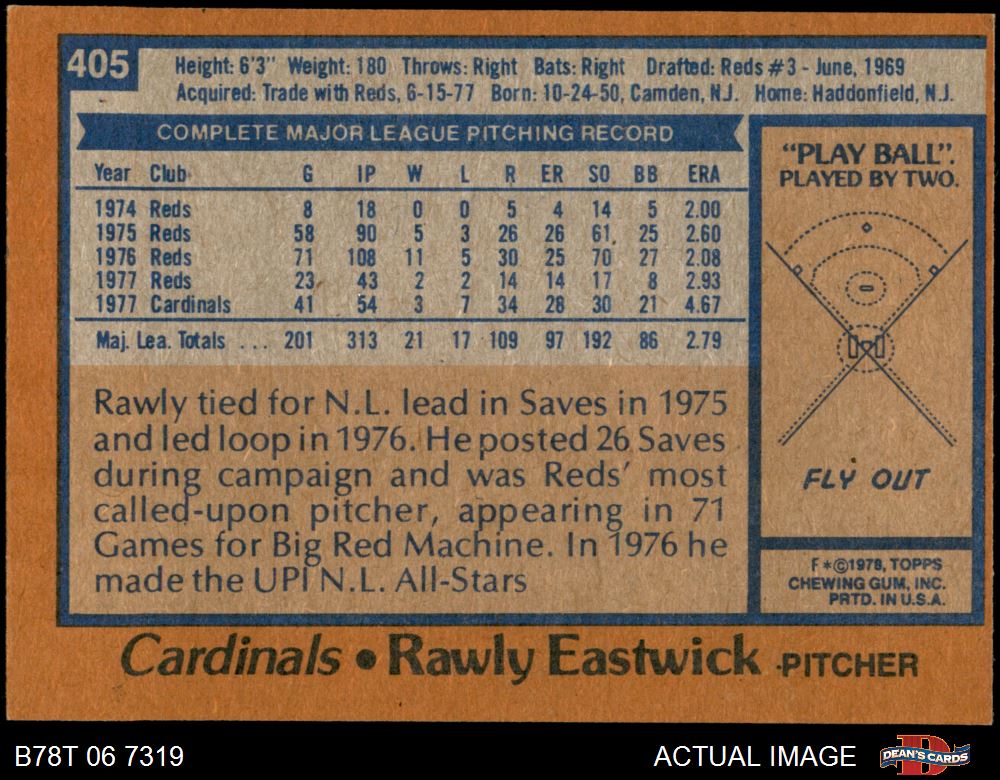 405
Height: 6'3" Weight: 180 Throws: Right Bats: Right Drafted: Reds #3 - June, 1969
Acquired: Trade with Reds, 6-15-77 Born: 10-24-50, Camden, N.J. Home: Haddonfield, N.J.
COMPLETE MAJOR LEAGUE PITCHING RECORD
Year Club G IP W L R ER SO BB ERA
1974 Reds 8 18 0 0 5 4 14 5 2.00
1975 Reds 58 90 5 3 26 26 61 25 2.60
1976 Reds 71 108 11 5 30 25 70 27 2.08
1977 Reds 23 43 2 2 14 14 17 8 2.93
1977 Cardinals 41 54 3 7 34 28 30 21 4.67
Maj. Lea. Totals ... 201 313 21 17 109 97 192 86 2.79
Rawly tied for N.L. lead in Saves in 1975
and led loop in 1976. He posted 26 Saves
during campaign and was Reds' most
called-upon pitcher, appearing in 71
Games for Big Red Machine. In 1976 he
made the UPI N.L. All-Stars
"PLAY BALL".
PLAYED BY TWO.
FLY OUT
F*©1978, TOPPS
CHEWING GUM, INC.
PRTD. IN U.S.A.
Cardinals • Rawly Eastwick - PITCHER
B78T 06 7319
ACTUAL IMAGE
DEAN'S CARDS